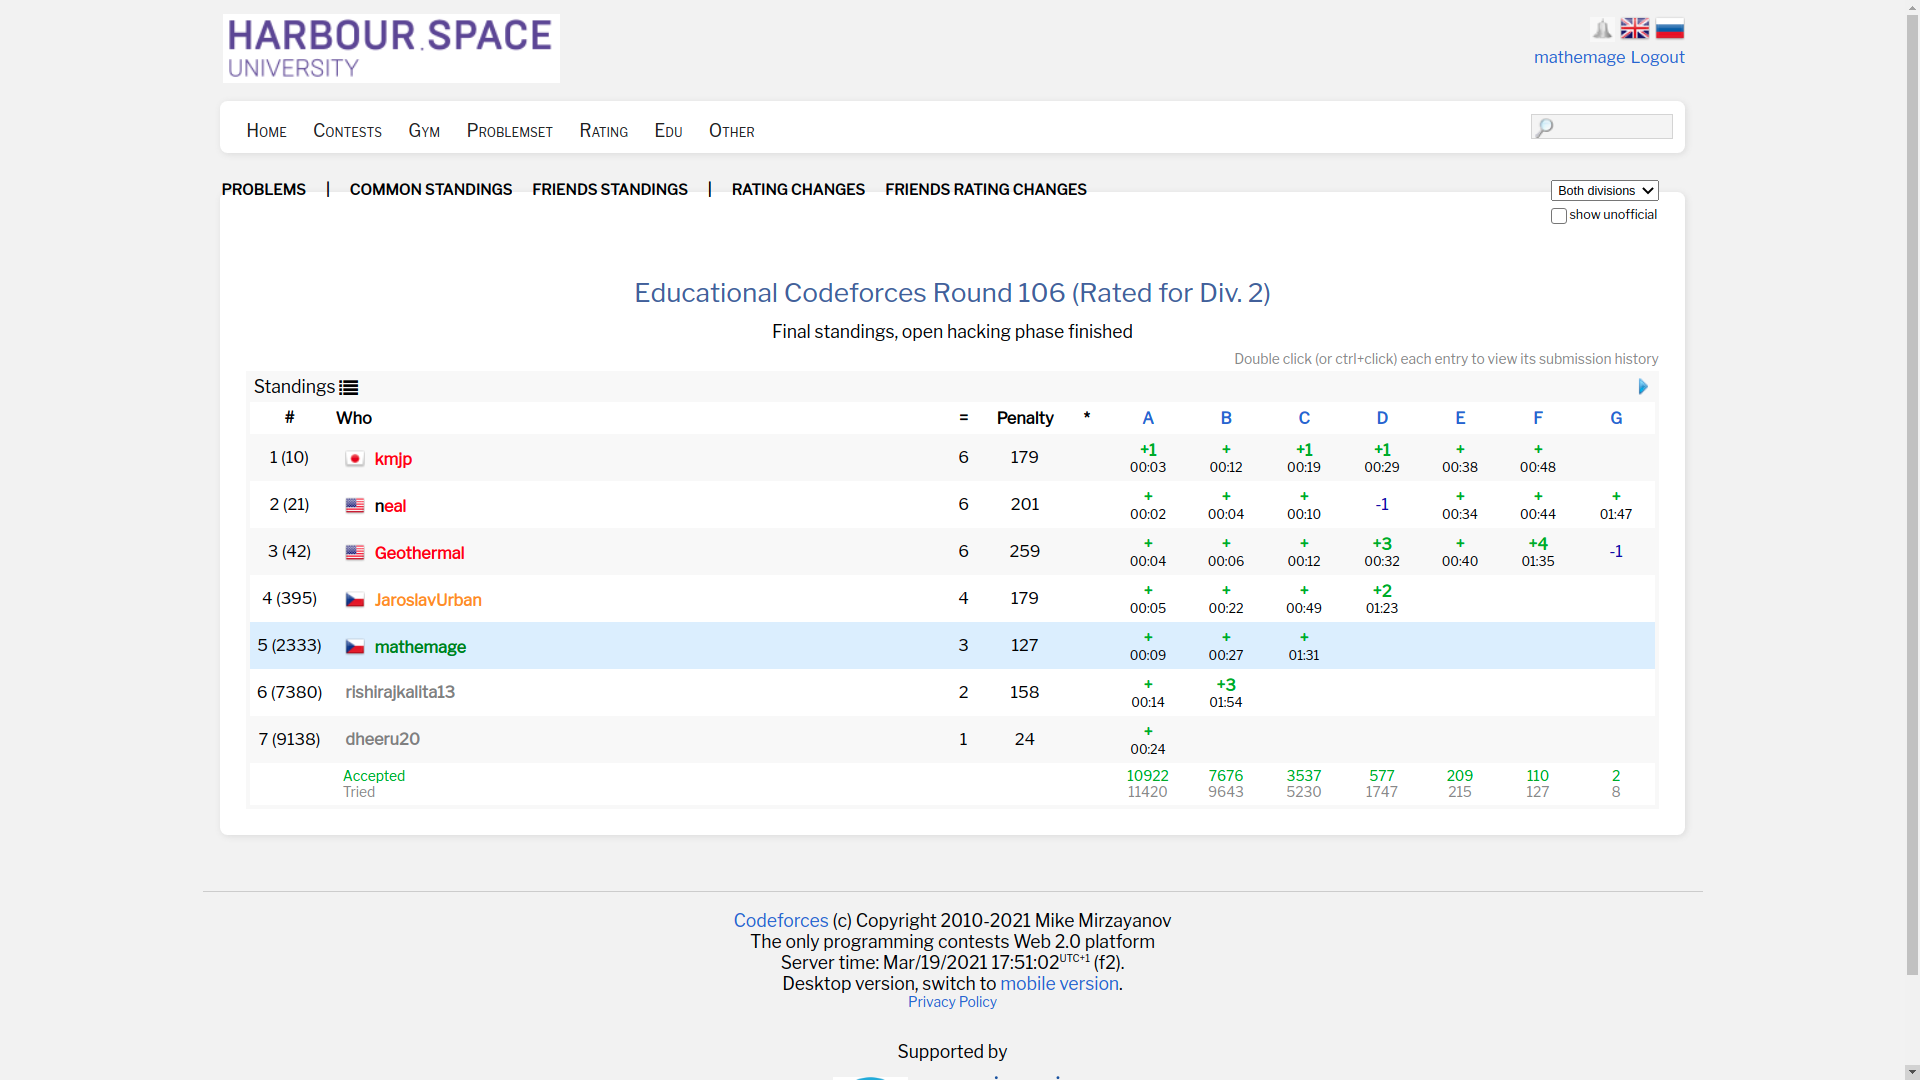 HARBOUR.SPACE
UNIVERSITY
mathemage Logout
Home Contests Gym Problemset Rating Edu Other
PROBLEMS | COMMON STANDINGS FRIENDS STANDINGS | RATING CHANGES FRIENDS RATING CHANGES Both divisions
show unofficial
Educational Codeforces Round 106 (Rated for Div. 2)
Final standings, open hacking phase finished
Double click (or ctrl+click) each entry to view its submission history
Standings
# Who = Penalty * A B C D E F G
1 (10) kmjp 6 179 +1 + +1 +1 + +
00:03 00:12 00:19 00:29 00:38 00:48
2 (21) neal 6 201 + + + -1 + + +
00:02 00:04 00:10 00:34 00:44 01:47
3 (42) Geothermal 6 259 + + + +3 + +4 -1
00:04 00:06 00:12 00:32 00:40 01:35
4 (395) JaroslavUrban 4 179 + + + +2
00:05 00:22 00:49 01:23
5 (2333) mathemage 3 127 + + +
00:09 00:27 01:31
6 (7380) rishirajkalita13 2 158 + +3
00:14 01:54
7 (9138) dheeru20 1 24 +
00:24
Accepted 10922 7676 3537 577 209 110 2
Tried 11420 9643 5230 1747 215 127 8
Codeforces (c) Copyright 2010-2021 Mike Mirzayanov
The only programming contests Web 2.0 platform
Server time: Mar/19/2021 17:51:02 UTC+1 (f2).
Desktop version, switch to mobile version.
Privacy Policy
Supported by